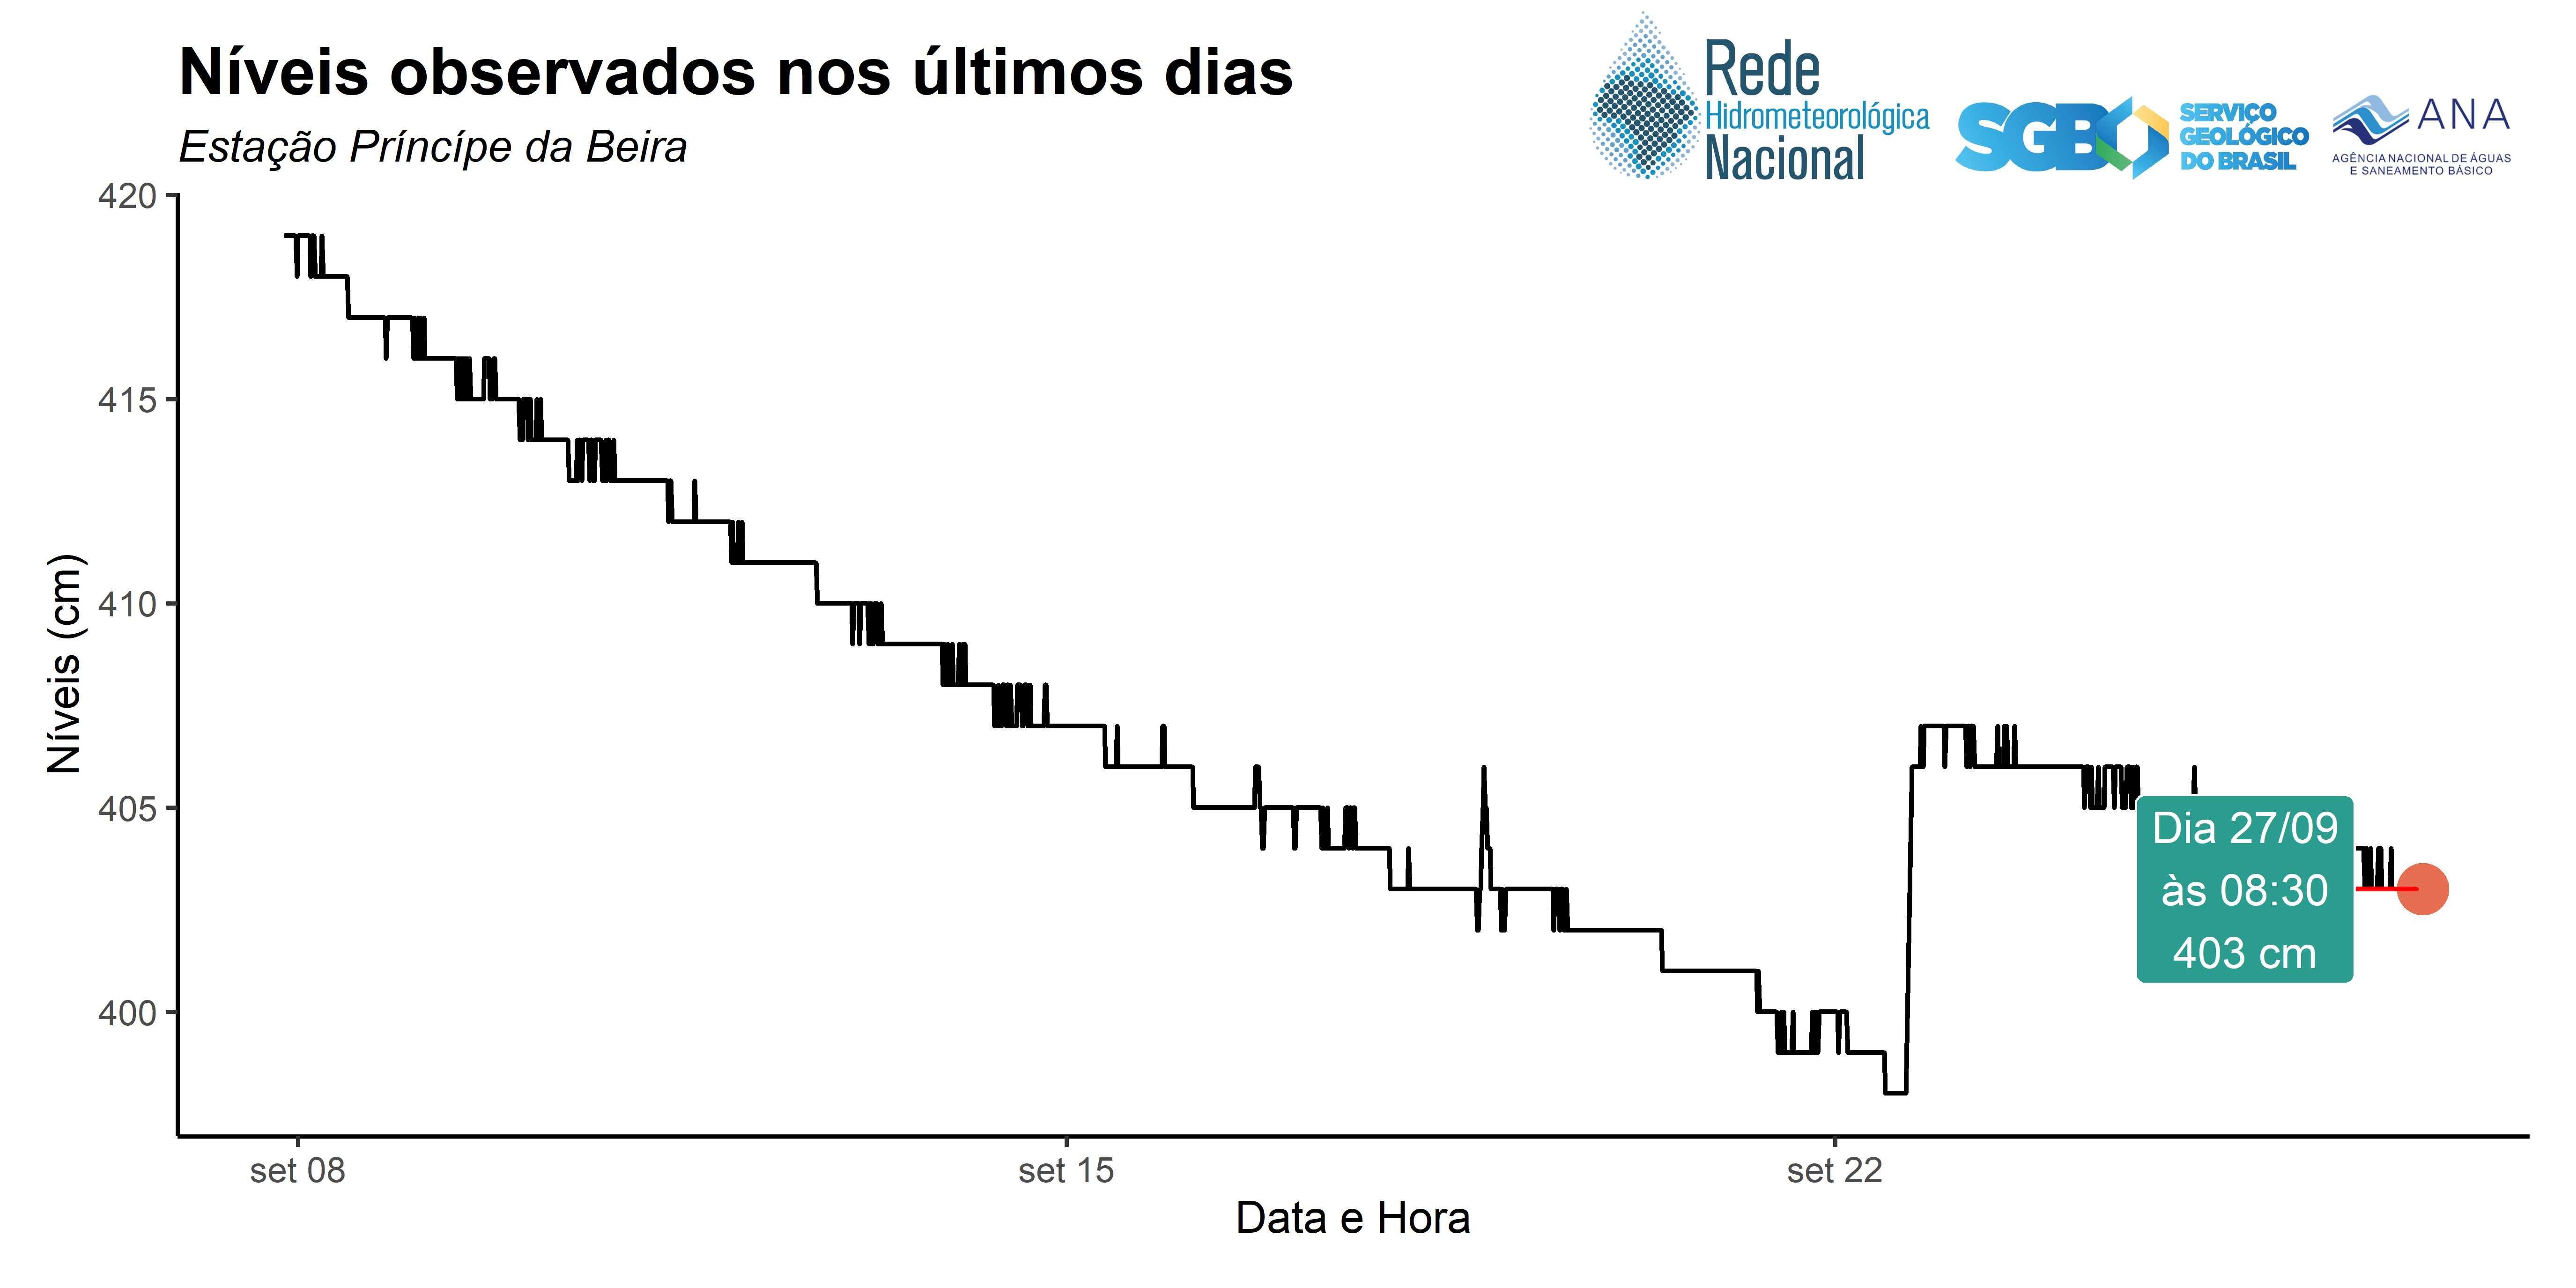 Níveis observados nos últimos dias
Estação Príncípe da Beira
Rede
Hidrometeorológica
Nacional
SGB
SERVIÇO
GEOLÓGICO
DO BRASIL
ANA
AGÊNCIA NACIONAL DE ÁGUAS
E SANEAMENTO BÁSICO
420
415
410
405
400
Níveis (cm)
Dia 27/09
às 08:30
403 cm
set 08
set 15
set 22
Data e Hora